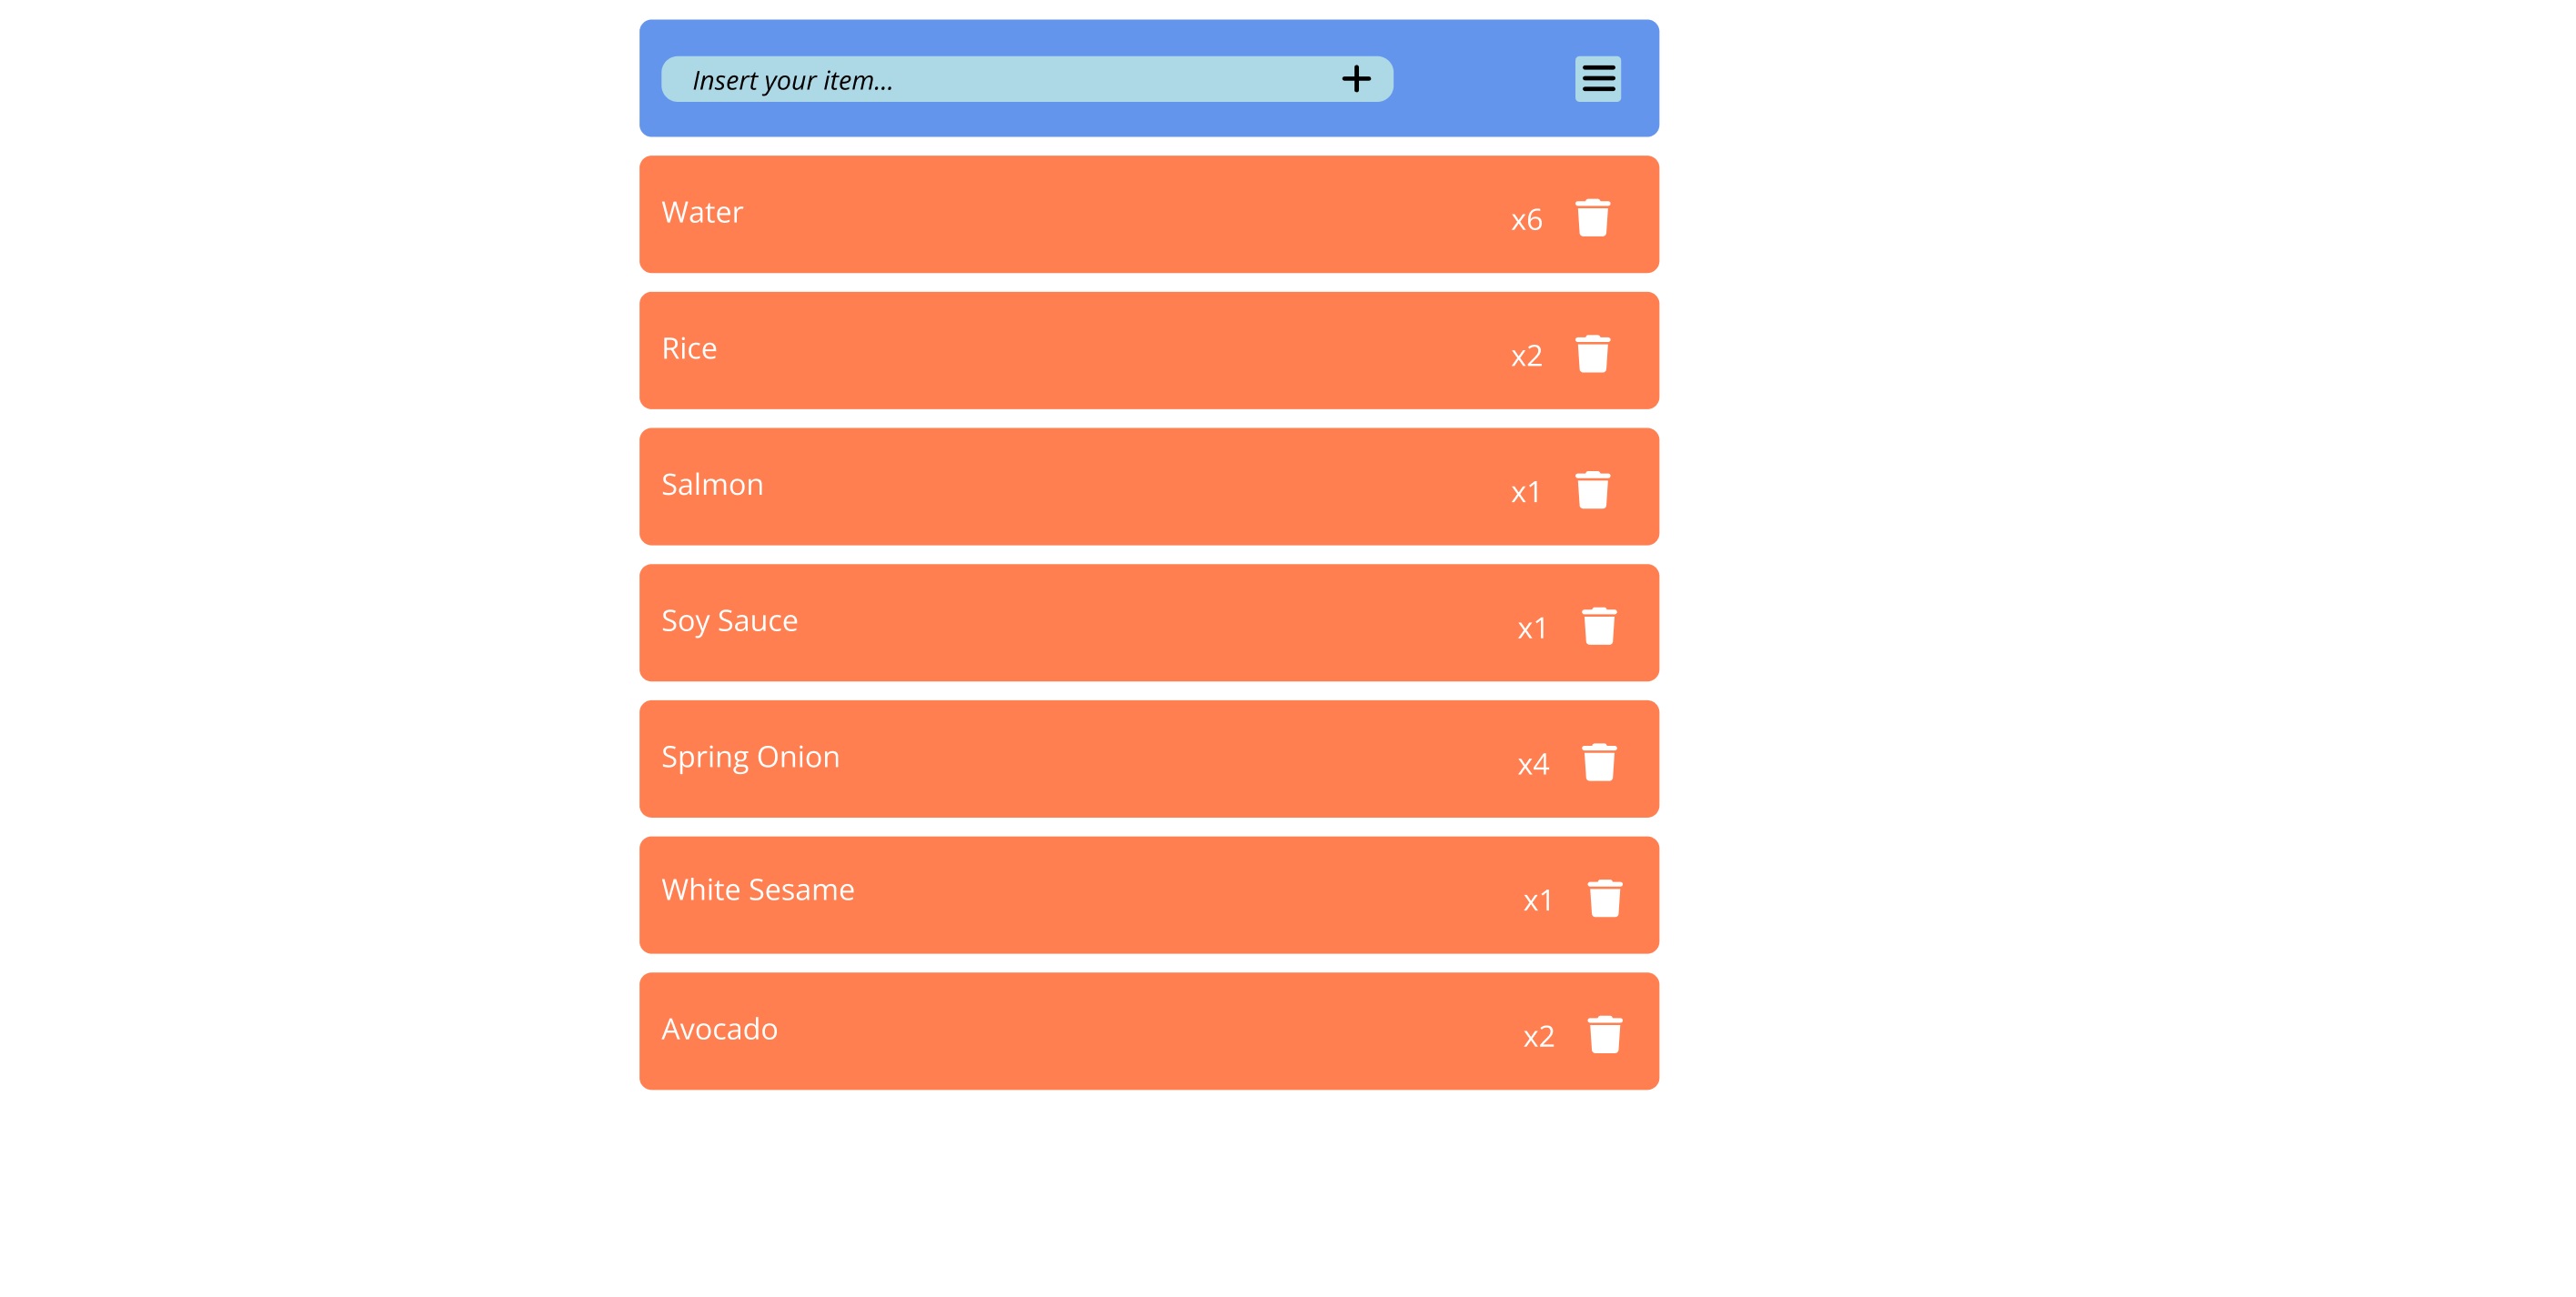 Insert your item...
Water x6
Rice x2
Salmon x1
Soy Sauce x1
Spring Onion x4
White Sesame x1
Avocado x2